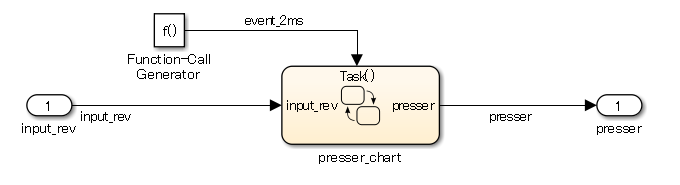 f()
event_2ms
Function-Call
Generator
Task()
1
input_rev
input_rev
input_rev
presser
presser
1
presser
presser_chart